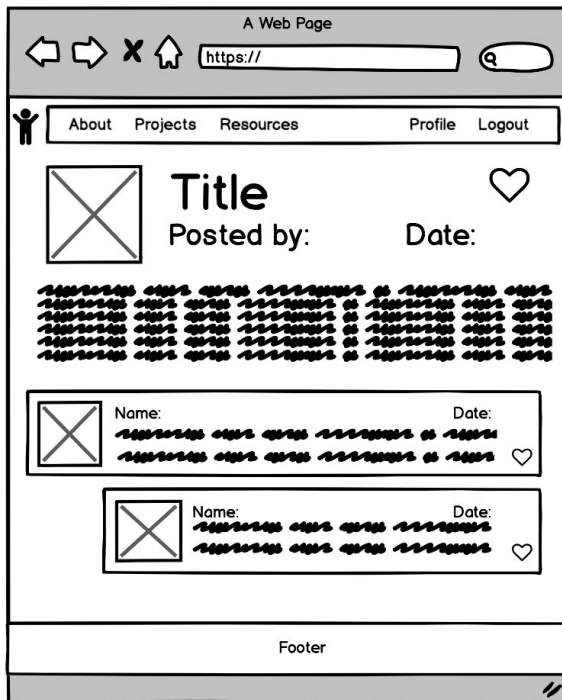 A Web Page
https://
About Projects Resources Profile Logout
Title
Posted by: Date:
Name: Date:
Name: Date:
Footer